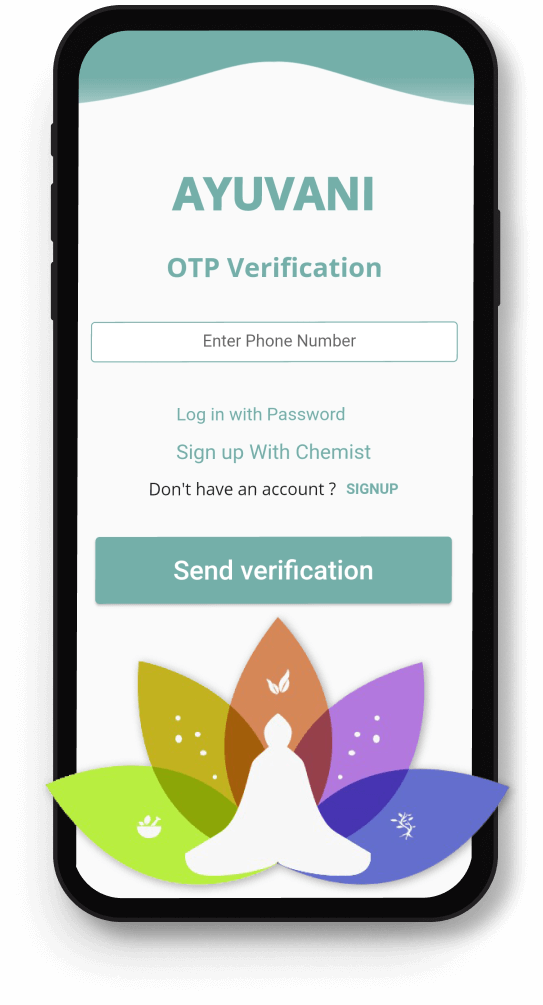 AYUVANI
OTP Verification
Enter Phone Number
Log in with Password
Sign up With Chemist
Don't have an account ? SIGNUP
Send verification